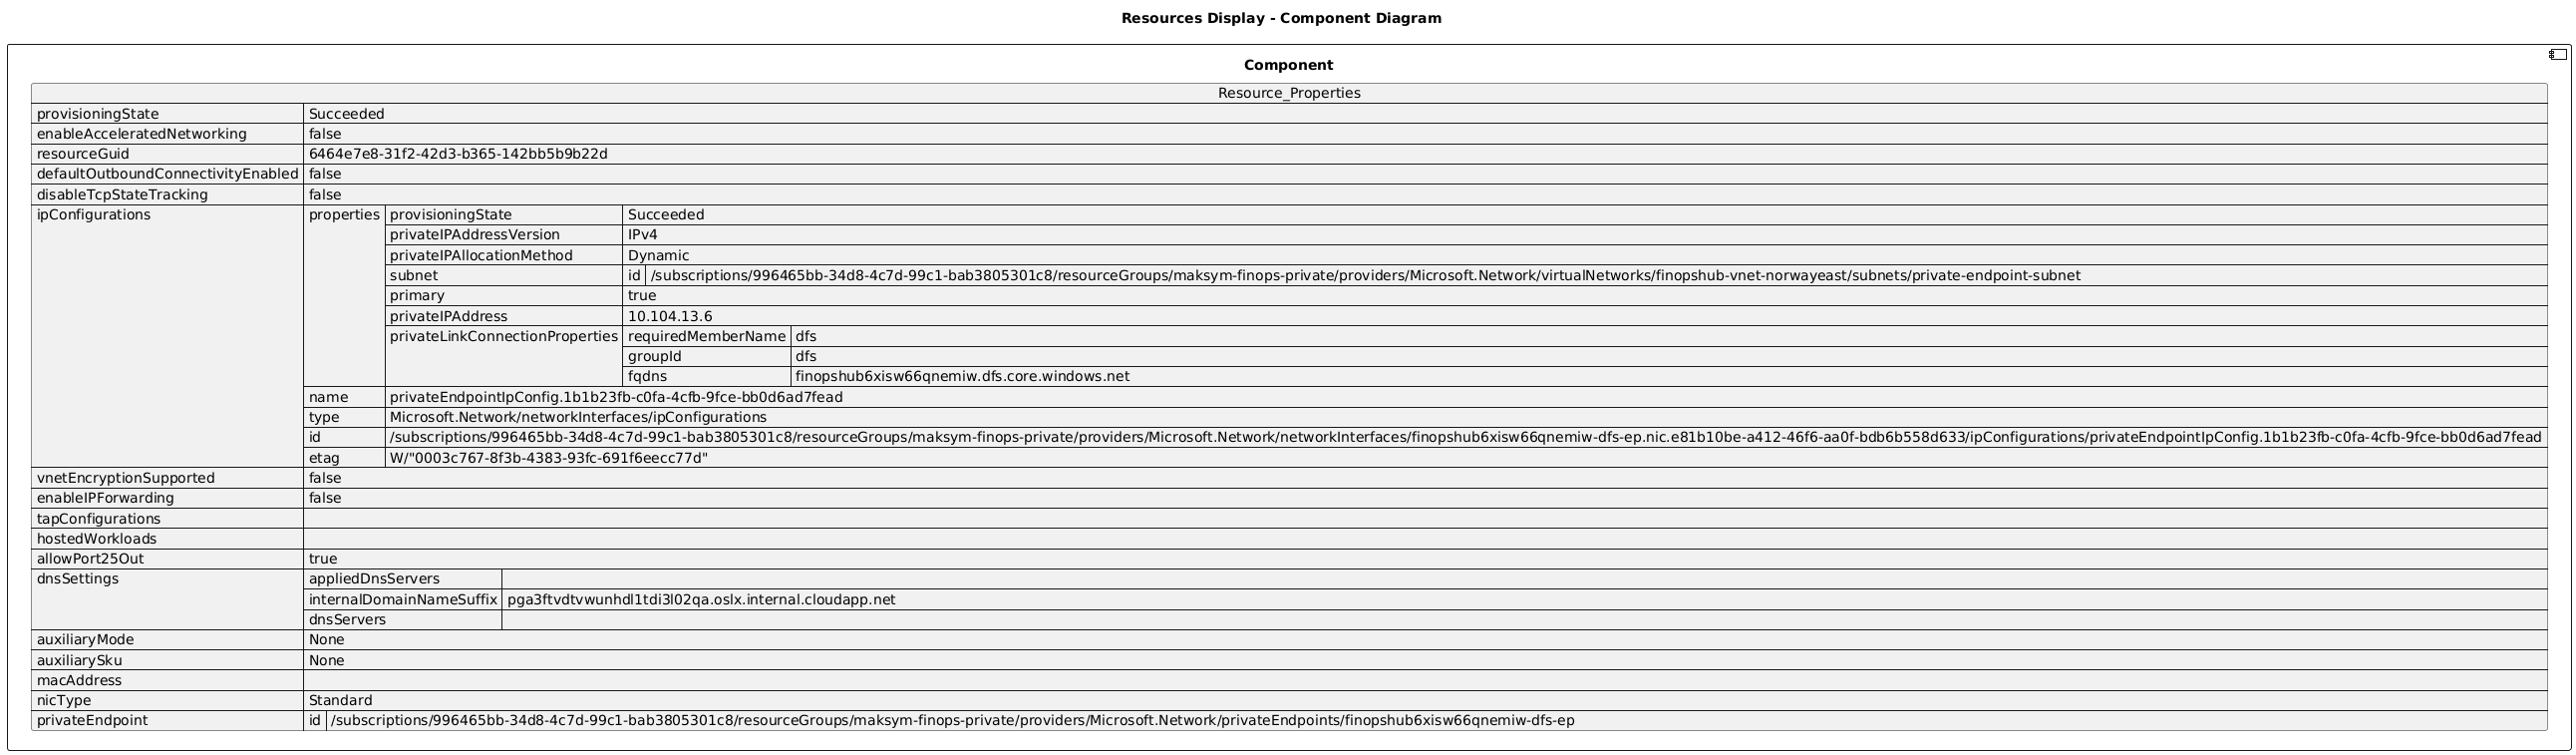 Resources Display - Component Diagram
Component
Resource_Properties
provisioningState Succeeded
enableAcceleratedNetworking false
resourceGuid 6464e7e8-31f2-42d3-b365-142bb5b9b22d
defaultOutboundConnectivityEnabled false
disableTcpStateTracking false
ipConfigurations properties provisioningState Succeeded
privateIPAddressVersion IPv4
privateIPAllocationMethod Dynamic
subnet id /subscriptions/996465bb-34d8-4c7d-99c1-bab3805301c8/resourceGroups/maksym-finops-private/providers/Microsoft.Network/virtualNetworks/finopshub-vnet-norwayeast/subnets/private-endpoint-subnet
primary true
privateIPAddress 10.104.13.6
privateLinkConnectionProperties requiredMemberName dfs
groupId dfs
fqdns finopshub6xisw66qnemiw.dfs.core.windows.net
name privateEndpointIpConfig.1b1b23fb-c0fa-4cfb-9fce-bb0d6ad7fead
type Microsoft.Network/networkInterfaces/ipConfigurations
id /subscriptions/996465bb-34d8-4c7d-99c1-bab3805301c8/resourceGroups/maksym-finops-private/providers/Microsoft.Network/networkInterfaces/finopshub6xisw66qnemiw-dfs-ep.nic.e81b10be-a412-46f6-aa0f-bdb6b558d633/ipConfigurations/privateEndpointIpConfig.1b1b23fb-c0fa-4cfb-9fce-bb0d6ad7fead
etag W/"0003c767-8f3b-4383-93fc-691f6eecc77d"
vnetEncryptionSupported false
enableIPForwarding false
tapConfigurations
hostedWorkloads
allowPort25Out true
dnsSettings appliedDnsServers
internalDomainNameSuffix pga3ftvdtvwunhdl1tdi3l02qa.oslx.internal.cloudapp.net
dnsServers
auxiliaryMode None
auxiliarySku None
macAddress
nicType Standard
privateEndpoint id /subscriptions/996465bb-34d8-4c7d-99c1-bab3805301c8/resourceGroups/maksym-finops-private/providers/Microsoft.Network/privateEndpoints/finopshub6xisw66qnemiw-dfs-ep